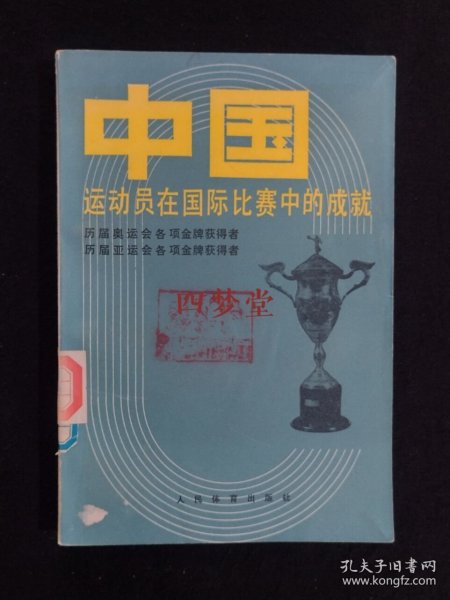 中国
运动员在国际比赛中的成就
历届奥运会各项金牌获得者
历届亚运会各项金牌获得者
四梦堂
人民体育出版社
孔夫子旧书网
www.kongfz.com